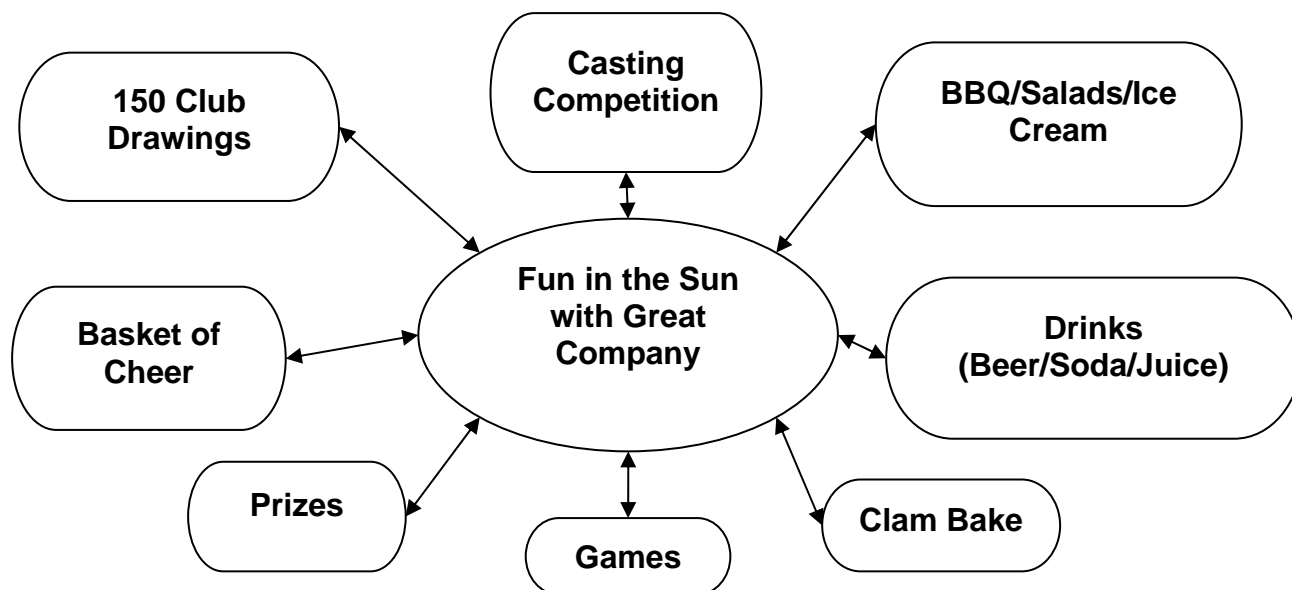 150 Club
Drawings
Casting
Competition
BBQ/Salads/Ice
Cream
Fun in the Sun
with Great
Company
Basket of
Cheer
Drinks
(Beer/Soda/Juice)
Prizes
Games
Clam Bake